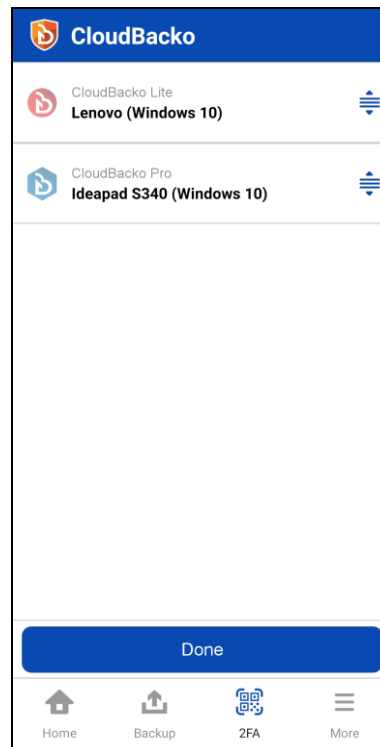 CloudBacko
CloudBacko Lite
Lenovo (Windows 10)
CloudBacko Pro
Ideapad S340 (Windows 10)
Done
Home
Backup
2FA
More